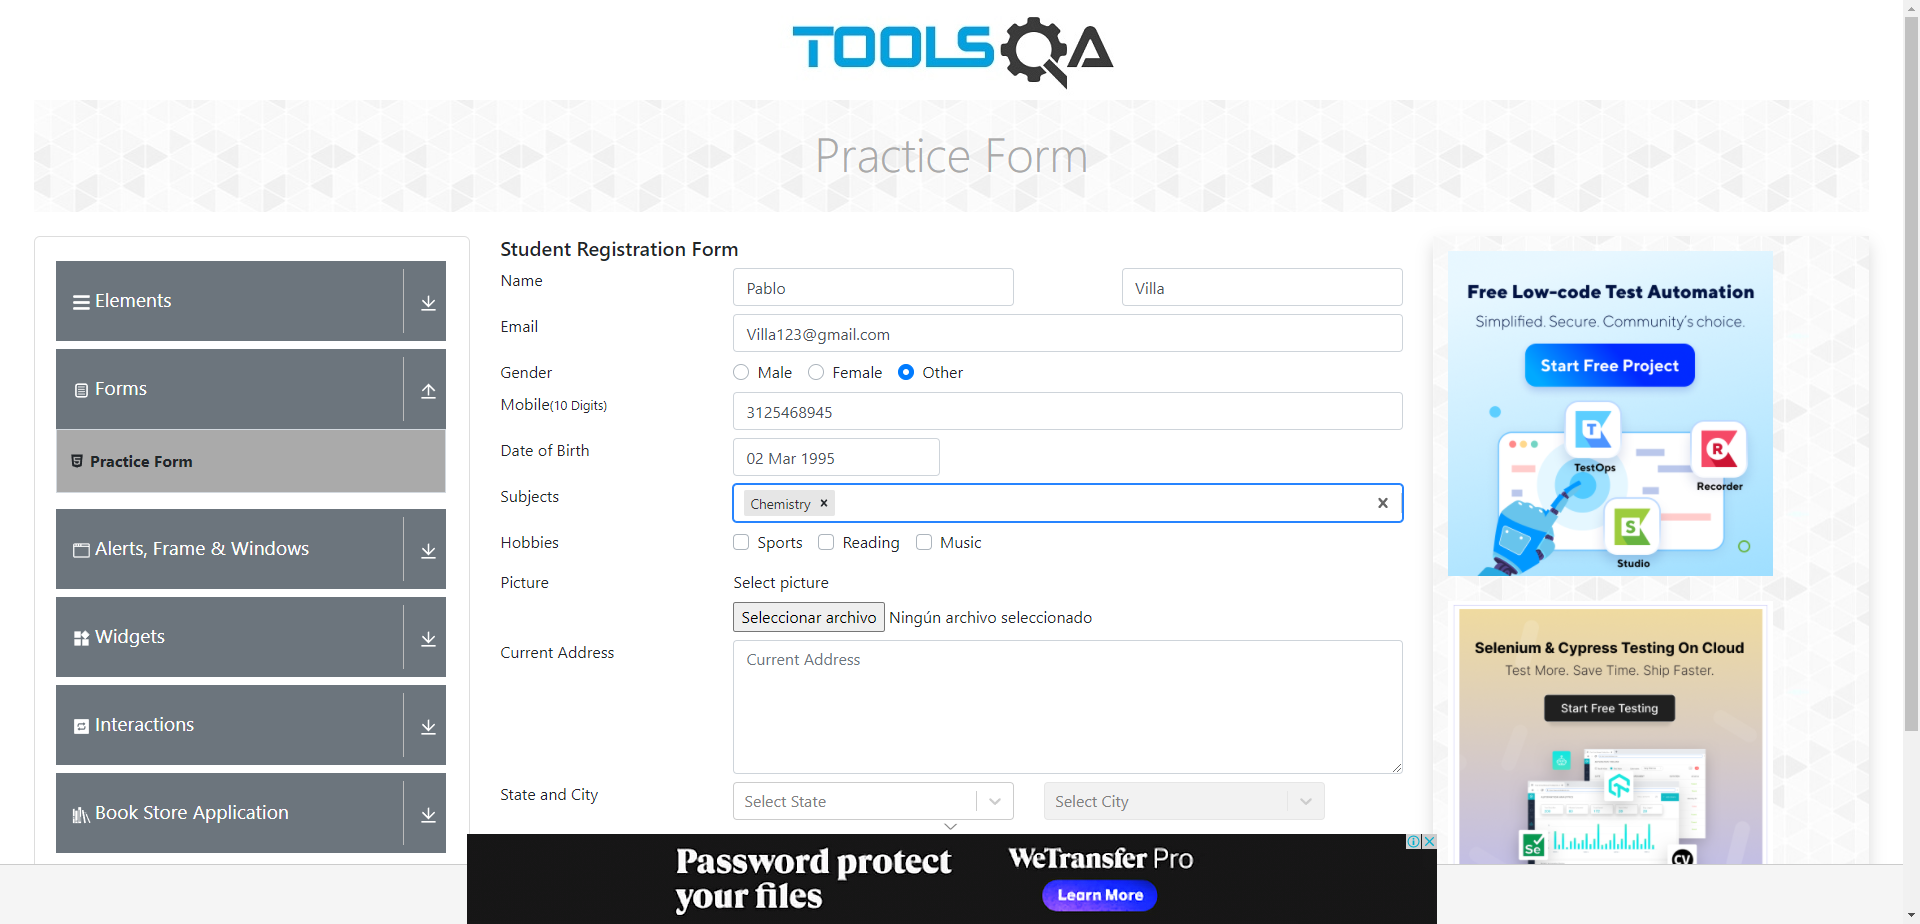 TOOLSQA
Practice Form
Elements
Forms
Practice Form
Alerts, Frame & Windows
Widgets
Interactions
Book Store Application
Student Registration Form
Name
Pablo
Villa
Email
Villa123@gmail.com
Gender
Male
Female
Other
Mobile(10 Digits)
3125468945
Date of Birth
02 Mar 1995
Subjects
Chemistry
Hobbies
Sports
Reading
Music
Picture
Select picture
Seleccionar archivo Ningún archivo seleccionado
Current Address
Current Address
State and City
Select State
Select City
Free Low-code Test Automation
Simplified. Secure. Community's choice.
Start Free Project
T
TestOps
R
Recorder
S
Studio
Selenium & Cypress Testing On Cloud
Test More. Save Time. Ship Faster.
Start Free Testing
Se
CV
Password protect
your files
WeTransfer Pro
Learn More